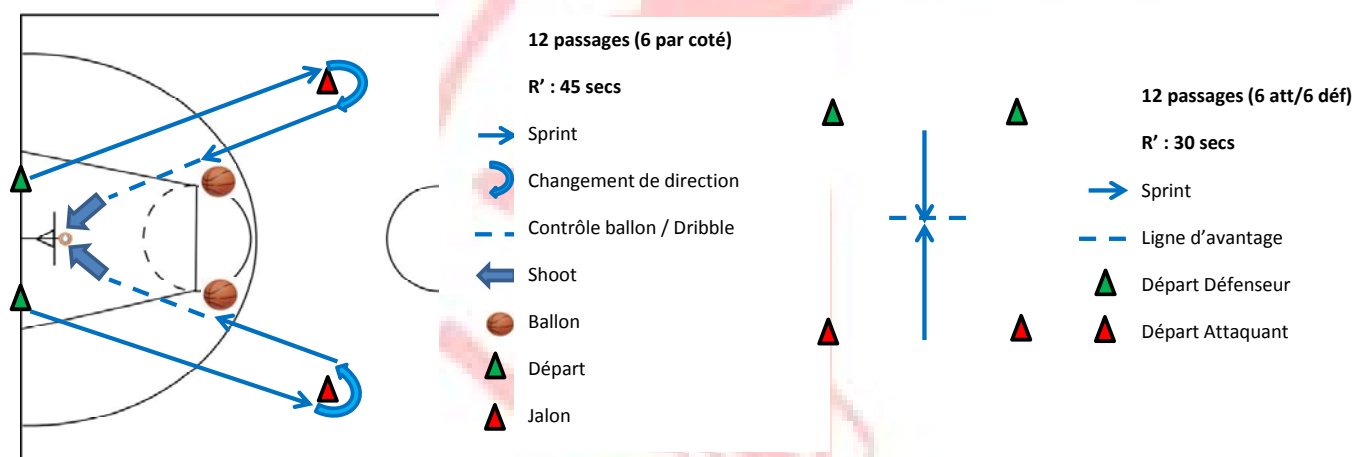 12 passages (6 par coté)
R’ : 45 secs
Sprint
Changement de direction
Contrôle ballon / Dribble
Shoot
Ballon
Départ
Jalon
12 passages (6 att/6 déf)
R’ : 30 secs
Sprint
Ligne d’avantage
Départ Défenseur
Départ Attaquant